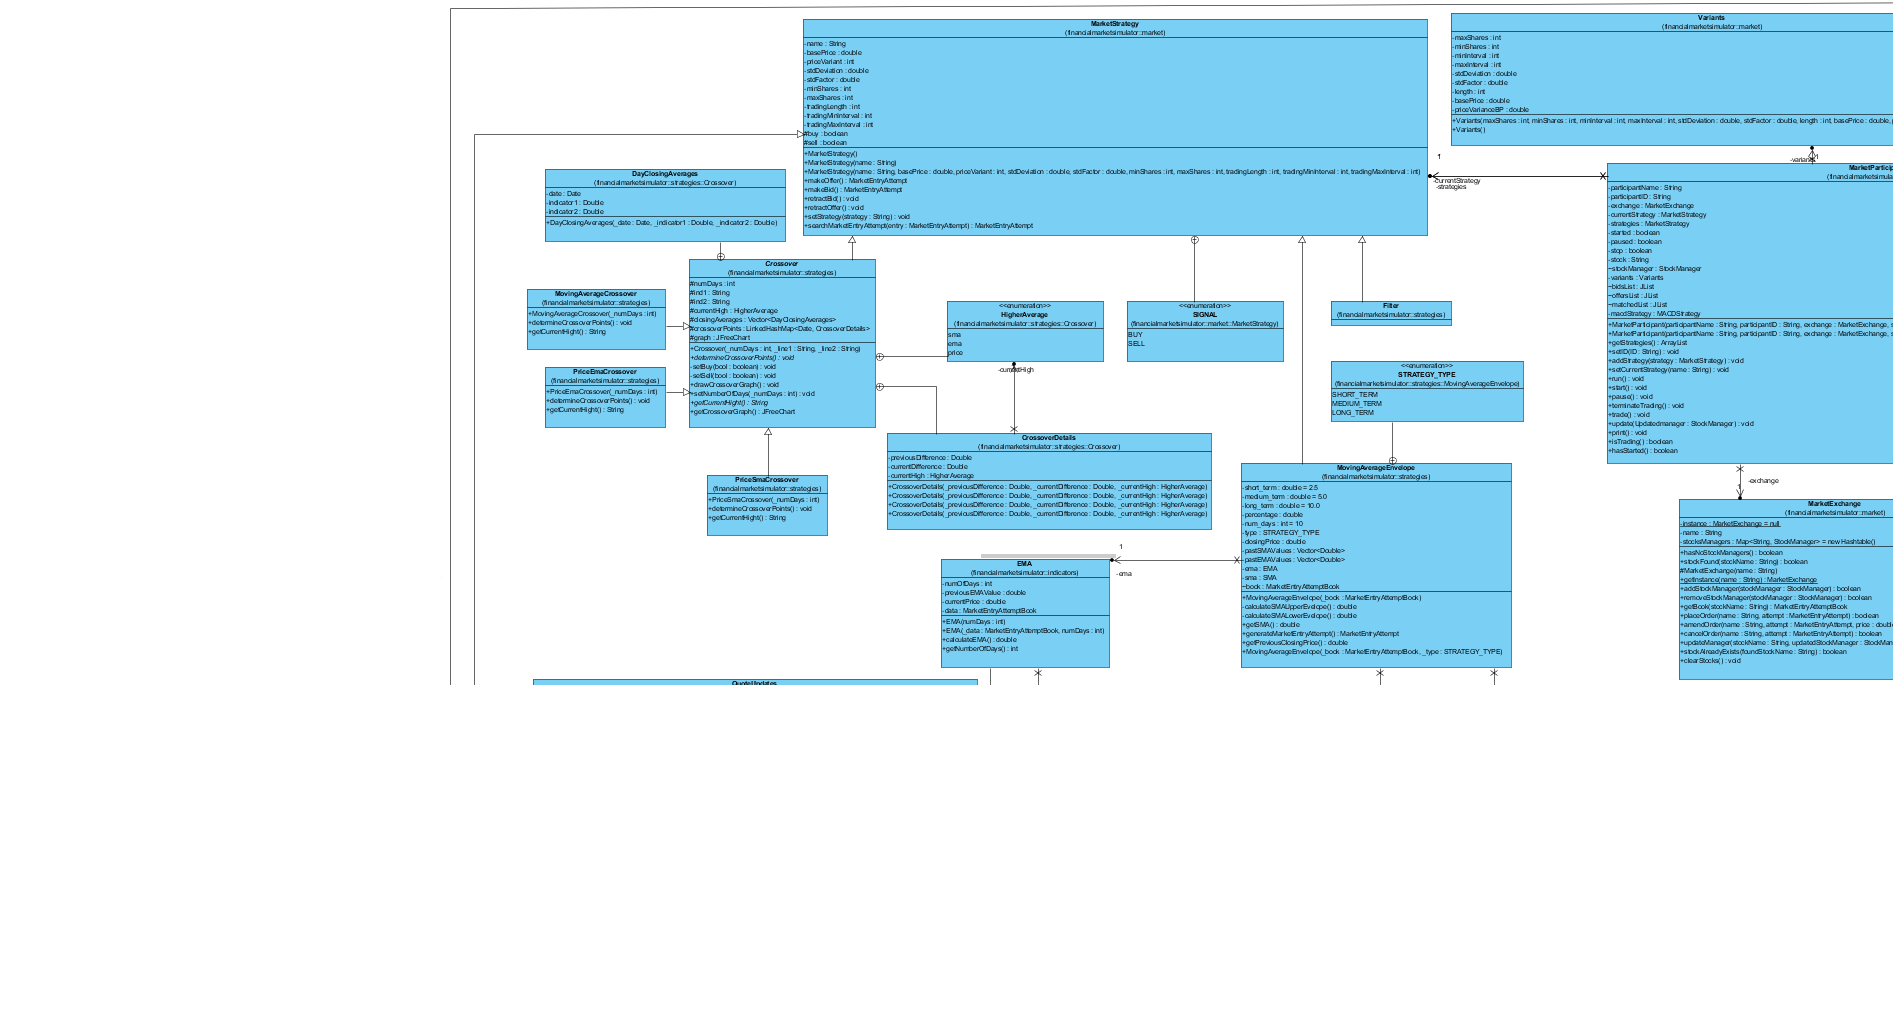 MarketStrategy
(financialmarketsimulator::market)
-name : String
-basePrice : double
-priceVariant : int
-stdDeviation : double
-stdFactor : double
-minShares : int
-maxShares : int
-tradingLength : int
-tradingMinInterval : int
-tradingMaxInterval : int
#buy : boolean
#sell : boolean
+MarketStrategy()
+MarketStrategy(name : String)
+MarketStrategy(name : String, basePrice : double, priceVariant : int, stdDeviation : double, stdFactor : double, minShares : int, maxShares : int, tradingLength : int, tradingMinInterval : int, tradingMaxInterval : int)
+makeOffer() : MarketEntryAttempt
+makeBid() : MarketEntryAttempt
+retractBid() : void
+retractOffer() : void
+setStrategy(strategy : String) : void
+searchMarketEntryAttempt(entry : MarketEntryAttempt) : MarketEntryAttempt
Variants
(financialmarketsimulator::market)
-maxShares : int
-minShares : int
-minInterval : int
-maxInterval : int
-stdDeviation : double
-stdFactor : double
-length : int
-basePrice : double
-priceVarianceBP : double
+Variants(maxShares : int, minShares : int, minInterval : int, maxInterval : int, stdDeviation : double, stdFactor : double, length : int, basePrice : double,
+Variants()
-variants
1
1
-currentStrategy
-strategies
MarketParticip
(financialmarketsimula
-participantName : String
-participantID : String
-exchange : MarketExchange
-currentStrategy : MarketStrategy
-strategies : MarketStrategy
-started : boolean
-paused : boolean
-stop : boolean
-stock : String
~stockManager : StockManager
-variants : Variants
~bidsList : JList
~offersList : JList
~matchedList : JList
-macdStrategy : MACDStrategy
+MarketParticipant(participantName : String, participantID : String, exchange : MarketExchange, s
+MarketParticipant(participantName : String, participantID : String, exchange : MarketExchange, s
+getStrategies() : ArrayList
+setID(ID : String) : void
+addStrategy(strategy : MarketStrategy) : void
+setCurrentStrategy(name : String) : void
+run() : void
+start() : void
+pause() : void
+terminateTrading() : void
+trade() : void
+update(Updatedmanager : StockManager) : void
+print() : void
+isTrading() : boolean
+hasStarted() : boolean
DayClosingAverages
(financialmarketsimulator::strategies::Crossover)
-date : Date
-indicator1 : Double
-indicator2 : Double
+DayClosingAverages(_date : Date, _indicator1 : Double, _indicator2 : Double)
Crossover
(financialmarketsimulator::strategies)
#numDays : int
#ind1 : String
#ind2 : String
#currentHigh : HigherAverage
#closingAverages : Vector<DayClosingAverages>
#crossoverPoints : LinkedHashMap<Date, CrossoverDetails>
#graph : JFreeChart
+Crossover(_numDays : int, _line1 : String, _line2 : String)
+determineCrossoverPoints() : void
-setBuy(bool : boolean) : void
-setSell(bool : boolean) : void
+drawCrossoverGraph() : void
+setNumberOfDays(_numDays : int) : void
+getCurrentHight() : String
+getCrossoverGraph() : JFreeChart
MovingAverageCrossover
(financialmarketsimulator::strategies)
+MovingAverageCrossover(_numDays : int)
+determineCrossoverPoints() : void
+getCurrentHight() : String
PriceEmaCrossover
(financialmarketsimulator::strategies)
+PriceEmaCrossover(_numDays : int)
+determineCrossoverPoints() : void
+getCurrentHight() : String
PriceSmaCrossover
(financialmarketsimulator::strategies)
+PriceSmaCrossover(_numDays : int)
+determineCrossoverPoints() : void
+getCurrentHight() : String
<<enumeration>>
HigherAverage
(financialmarketsimulator::strategies::Crossover)
sma
ema
price
-currentHigh
<<enumeration>>
SIGNAL
(financialmarketsimulator::market::MarketStrategy)
BUY
SELL
Filter
(financialmarketsimulator::strategies)
<<enumeration>>
STRATEGY_TYPE
(financialmarketsimulator::strategies::MovingAverageEnvelope)
SHORT_TERM
MEDIUM_TERM
LONG_TERM
CrossoverDetails
(financialmarketsimulator::strategies::Crossover)
-previousDifference : Double
-currentDifference : Double
-currentHigh : HigherAverage
+CrossoverDetails(_previousDifference : Double, _currentDifference : Double, _currentHigh : HigherAverage)
+CrossoverDetails(_previousDifference : Double, _currentDifference : Double, _currentHigh : HigherAverage)
+CrossoverDetails(_previousDifference : Double, _currentDifference : Double, _currentHigh : HigherAverage)
+CrossoverDetails(_previousDifference : Double, _currentDifference : Double, _currentHigh : HigherAverage)
MovingAverageEnvelope
(financialmarketsimulator::strategies)
-short_term : double = 2.5
-medium_term : double = 5.0
-long_term : double = 10.0
-percentage : double
-num_days : int = 10
-type : STRATEGY_TYPE
-closingPrice : double
-pastSMAValues : Vector<Double>
-pastEMAValues : Vector<Double>
-ema : EMA
-sma : SMA
~book : MarketEntryAttemptBook
+MovingAverageEnvelope(_book : MarketEntryAttemptBook)
-calculateSMAUpperEvelope() : double
-calculateSMALowerEvelope() : double
+getSMA() : double
+generateMarketEntryAttempt() : MarketEntryAttempt
+getPreviousClosingPrice() : double
+MovingAverageEnvelope(_book : MarketEntryAttemptBook, _type : STRATEGY_TYPE)
1
-ema
EMA
(financialmarketsimulator::indicators)
-numOfDays : int
-previousEMAValue : double
-currentPrice : double
-data : MarketEntryAttemptBook
+EMA(numDays : int)
+EMA(_data : MarketEntryAttemptBook, numDays : int)
+calculateEMA() : double
+getNumberOfDays() : int
-exchange
1
MarketExchange
(financialmarketsimulator::market)
-instance : MarketExchange = null
-name : String
-stocksManagers : Map<String, StockManager> = new Hashtable()
+hasNoStockManagers() : boolean
+stockFound(stockName : String) : boolean
#MarketExchange(name : String)
+getInstance(name : String) : MarketExchange
+addStockManager(stockManager : StockManager) : boolean
+removeStockManager(stockManager : StockManager) : boolean
+getBook(stockName : String) : MarketEntryAttemptBook
+placeOrder(name : String, attempt : MarketEntryAttempt) : boolean
+amendOrder(name : String, attempt : MarketEntryAttempt, price : doubl
+cancelOrder(name : String, attempt : MarketEntryAttempt) : boolean
+updateManager(stockName : String, updatedStockManager : StockMan
+stockAlreadyExists(foundStockName : String) : boolean
+clearStocks() : void
QuoteUpdates